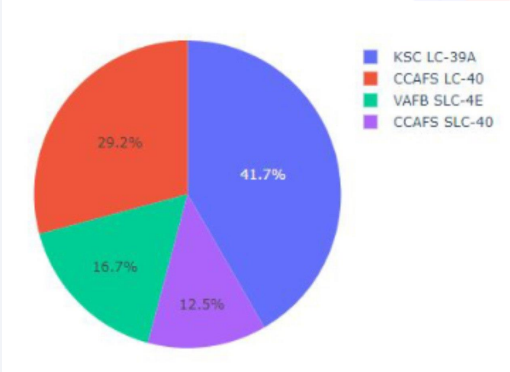 KSC LC-39A
CCAFS LC-40
VAFB SLC-4E
CCAFS SLC-40
29.2%
41.7%
16.7%
12.5%